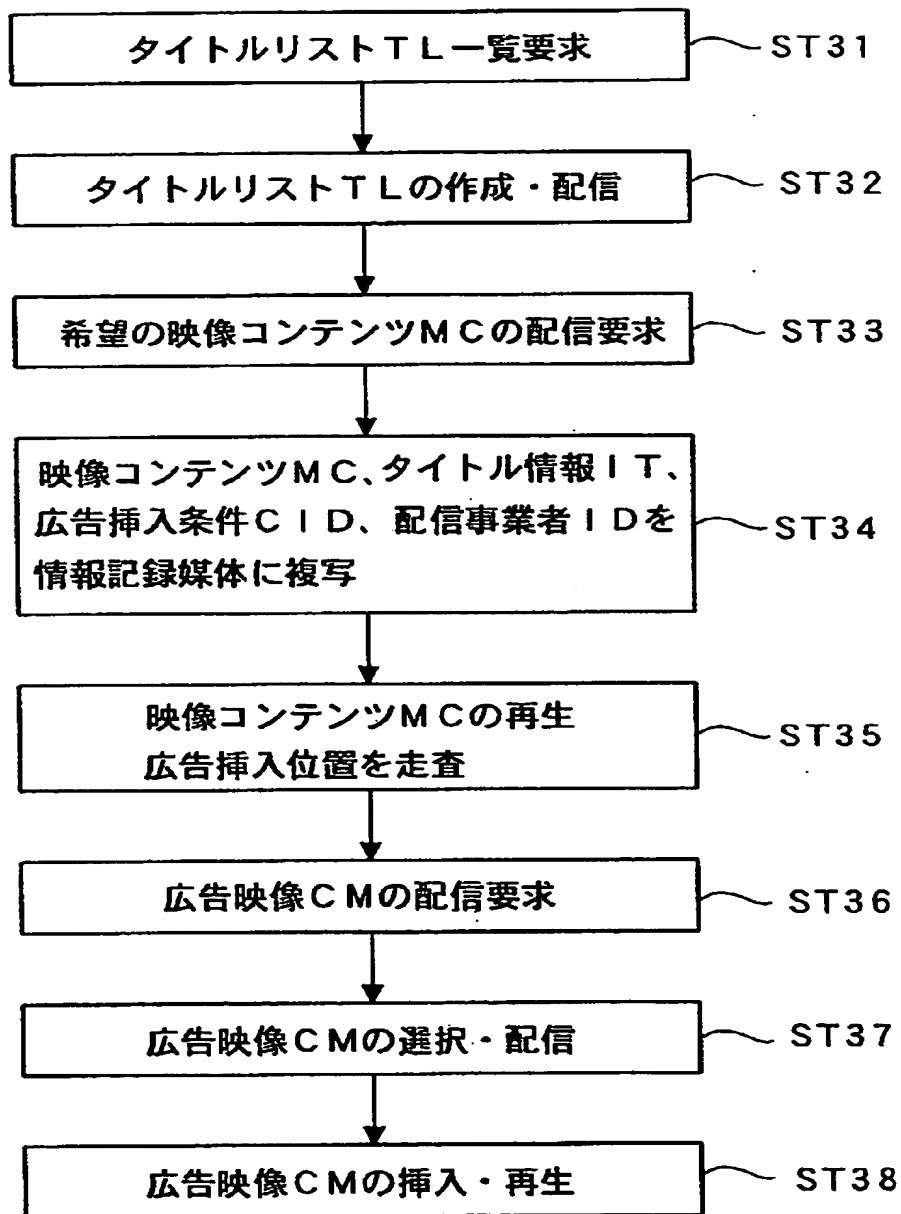 タイトルリストTL一覧要求
ST31
タイトルリストTLの作成・配信
ST32
希望の映像コンテンツMCの配信要求
ST33
映像コンテンツMC、タイトル情報IT、
広告挿入条件CID、配信事業者IDを
情報記録媒体に複写
ST34
映像コンテンツMCの再生
広告挿入位置を走査
ST35
広告映像CMの配信要求
ST36
広告映像CMの選択・配信
ST37
広告映像CMの挿入・再生
ST38